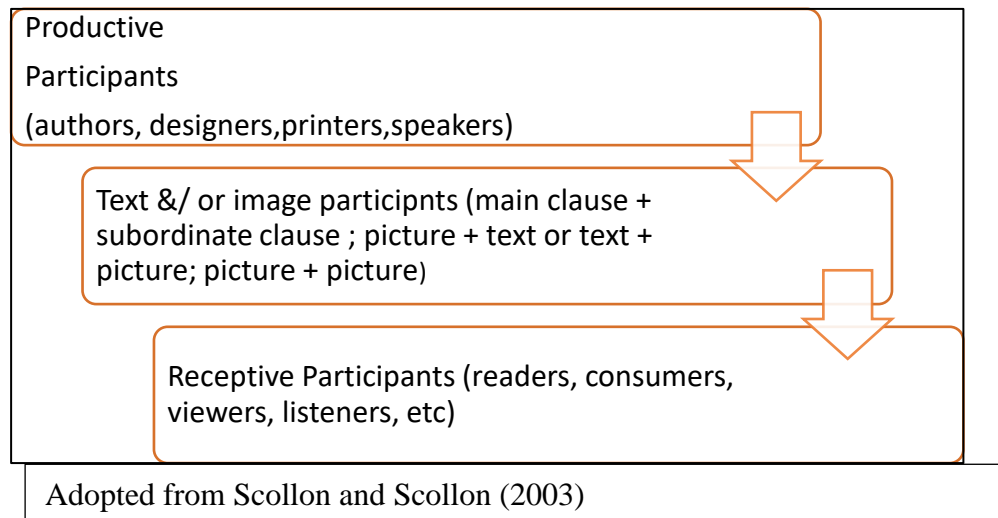 Productive
Participants
(authors, designers,printers,speakers)
Text &/ or image participnts (main clause +
subordinate clause ; picture + text or text +
picture; picture + picture)
Receptive Participants (readers, consumers,
viewers, listeners, etc)
Adopted from Scollon and Scollon (2003)